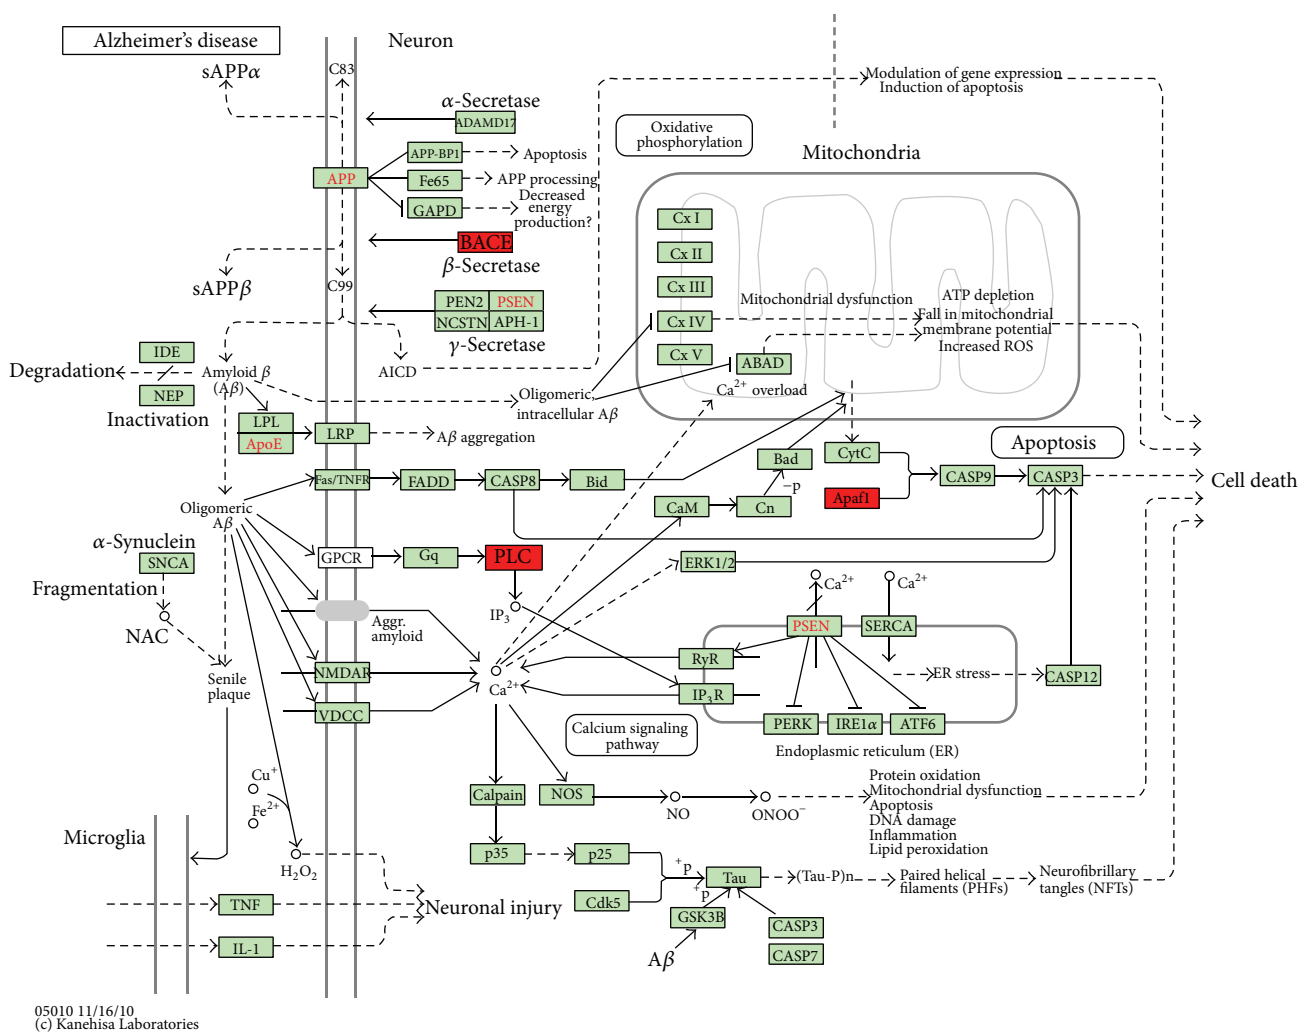 Alzheimer's disease
Neuron
sAPPα
C83
α-Secretase
ADAMD17
Modulation of gene expression
Induction of apoptosis
Oxidative
phosphorylation
Mitochondria
APP-BP1
Apoptosis
APP
Fe65
APP processing
GAPD
Decreased
energy
production?
BACE
β-Secretase
sAPPβ
C99
PEN2
PSEN
NCSTN
APH-1
γ-Secretase
Cx I
Cx II
Cx III
Cx IV
Cx V
Mitochondrial dysfunction
ATP depletion
Fall in mitochondrial
membrane potential
Increased ROS
ABAD
Ca2+ overload
IDE
Degradation
NEP
Inactivation
Amyloid β
(Aβ)
AICD
Oligomeric,
intracellular Aβ
LPL
ApoE
LRP
Aβ aggregation
Apoptosis
Fas/TNFR
FADD
CASP8
Bid
Bad
–p
CaM
Cn
CytC
Apaf1
CASP9
CASP3
Cell death
Oligomeric
Aβ
α-Synuclein
SNCA
Fragmentation
NAC
GPCR
Gq
PLC
IP3
ERK1/2
Ca2+
Ca2+
PSEN
SERCA
Aggr.
amyloid
RyR
IP3R
ER stress
CASP12
Senile
plaque
NMDAR
VDCC
Ca2+
PERK
IRE1α
ATF6
Endoplasmic reticulum (ER)
Calcium signaling
pathway
Cu+
Fe2+
Calpain
NOS
NO
ONOO−
Protein oxidation
Mitochondrial dysfunction
Apoptosis
DNA damage
Inflammation
Lipid peroxidation
Microglia
H2O2
p35
p25
Cdk5
+p
+p
Tau
(Tau-P)n
Paired helical
filaments (PHFs)
Neurofibrillary
tangles (NFTs)
TNF
Neuronal injury
GSK3B
CASP3
IL-1
CASP7
Aβ
05010 11/16/10
(c) Kanehisa Laboratories